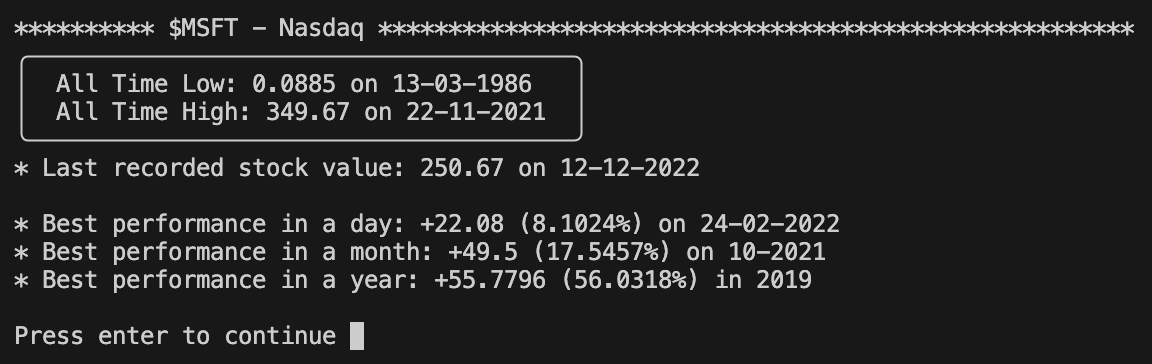 ********** $MSFT - Nasdaq ******************************************************
All Time Low: 0.0885 on 13-03-1986
All Time High: 349.67 on 22-11-2021
* Last recorded stock value: 250.67 on 12-12-2022
* Best performance in a day: +22.08 (8.1024%) on 24-02-2022
* Best performance in a month: +49.5 (17.5457%) on 10-2021
* Best performance in a year: +55.7796 (56.0318%) in 2019
Press enter to continue